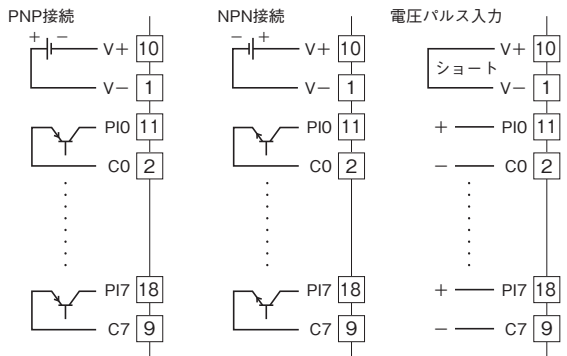 PNP接続
+ − V+ 10
V− 1
PI0 11
C0 2
PI7 18
C7 9
NPN接続
− + V+ 10
V− 1
PI0 11
C0 2
PI7 18
C7 9
電圧パルス入力
V+ 10
ショート
V− 1
+ PI0 11
− C0 2
+ PI7 18
− C7 9